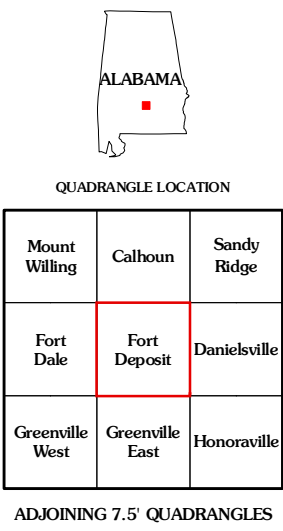 ALABAMA
QUADRANGLE LOCATION
Mount
Willing
Calhoun
Sandy
Ridge
Fort
Dale
Fort
Deposit
Danielsville
Greenville
West
Greenville
East
Honoraville
ADJOINING 7.5' QUADRANGLES